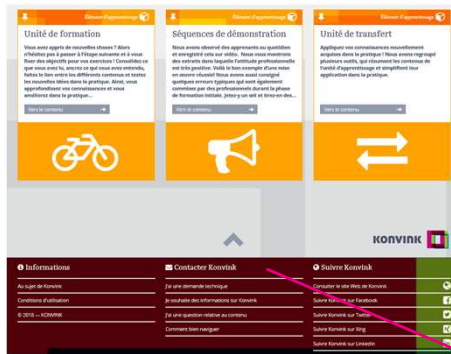 Élément d'apprentissage
Unité de formation
Vous avez appris de nouvelles choses ? Alors
n'hésitez pas à passer à l'étape suivante et à vous
fixer des objectifs pour vos exercices ! Consolidez ce
que vous avez lu, ancrez ce que vous avez entendu,
faites le lien entre les différents contenus et testez
les nouvelles idées dans la pratique. Ainsi, vous
approfondissez vos connaissances et vous
améliorez dans la pratique...
Vers le contenu
Élément d'apprentissage
Séquences de démonstration
Nous avons observé des apprenants au quotidien
et enregistré cela sur vidéo. Nous vous montrons
des extraits dans laquelle l'attitude professionnelle
est très positive. Voilà le bon exemple d'une mise
en œuvre réussie! Nous avons aussi consigné
quelques erreurs typiques qui sont également
commises par des professionnels durant la phase
de formation initiale. Jetez-y un œil et tirez-en des...
Vers le contenu
Élément d'apprentissage
Unité de transfert
Appliquez vos connaissances nouvellement
acquises dans la pratique ! Nous avons regroupé
plusieurs outils, qui résument les contenus de
l'unité d'apprentissage et simplifient leur
application dans la pratique.
Vers le contenu
KONVINK
Informations
Au sujet de Konvink
Conditions d'utilisation
© 2018 — KONVINK
Contacter Konvink
J'ai une demande technique
Je souhaite des informations sur Konvink
J'ai une question relative au contenu
Comment bien naviguer
Suivre Konvink
Consulter le site Web de Konvink
Suivre Konvink sur Facebook
Suivre Konvink sur Twitter
Suivre Konvink sur Xing
Suivre Konvink sur LinkedIn